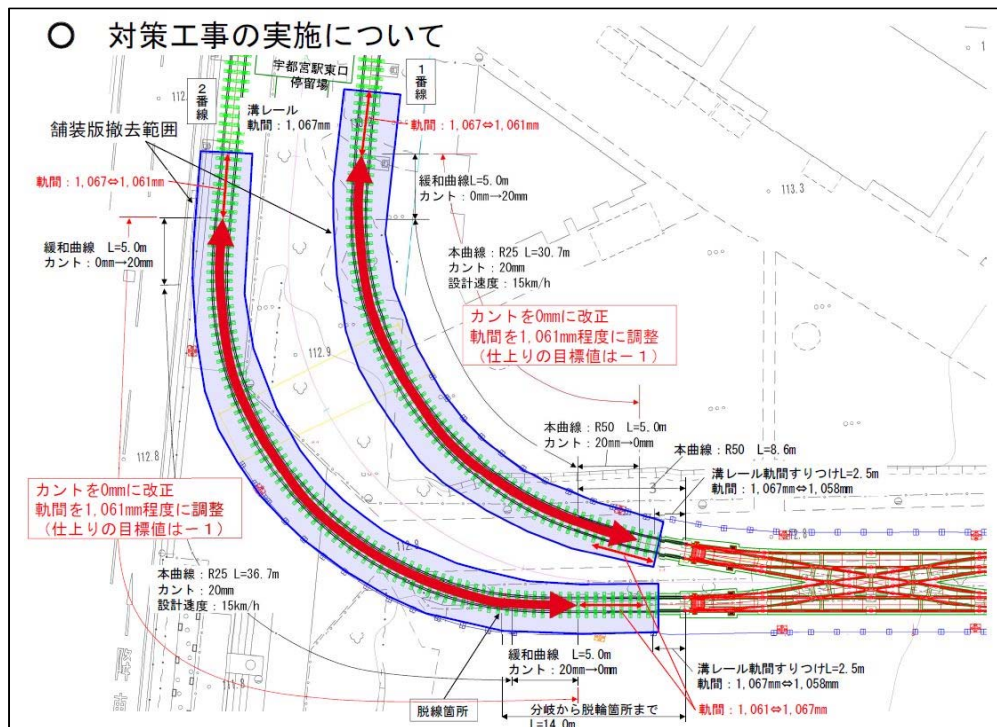 ○ 対策工事の実施について
宇都宮駅東口
停留場
2番線
1番線
溝レール
軌間：1,067mm
軌間：1,067⇔1,061mm
舗装版撤去範囲
軌間：1,067⇔1,061mm
緩和曲線L=5.0m
カント：0mm→20mm
113.3
緩和曲線 L=5.0m
カント：0mm→20mm
本曲線：R25 L=30.7m
カント：20mm
設計速度：15km/h
カントを0mmに改正
軌間を1,061mm程度に調整
（仕上りの目標値は－1）
112.9
本曲線：R50 L=5.0m
カント：20mm→0mm
本曲線：R50 L=8.6m
112.8
溝レール軌間すりつけL=2.5m
軌間：1,067mm⇔1,058mm
カントを0mmに改正
軌間を1,061mm程度に調整
（仕上りの目標値は－1）
112.9
本曲線：R25 L=36.7m
カント：20mm
設計速度：15km/h
緩和曲線 L=5.0m
カント：20mm→0mm
溝レール軌間すりつけL=2.5m
軌間：1,067mm⇔1,058mm
脱線箇所
分岐から脱輪箇所まで
L=14.0m
軌間：1,061⇔1,067mm